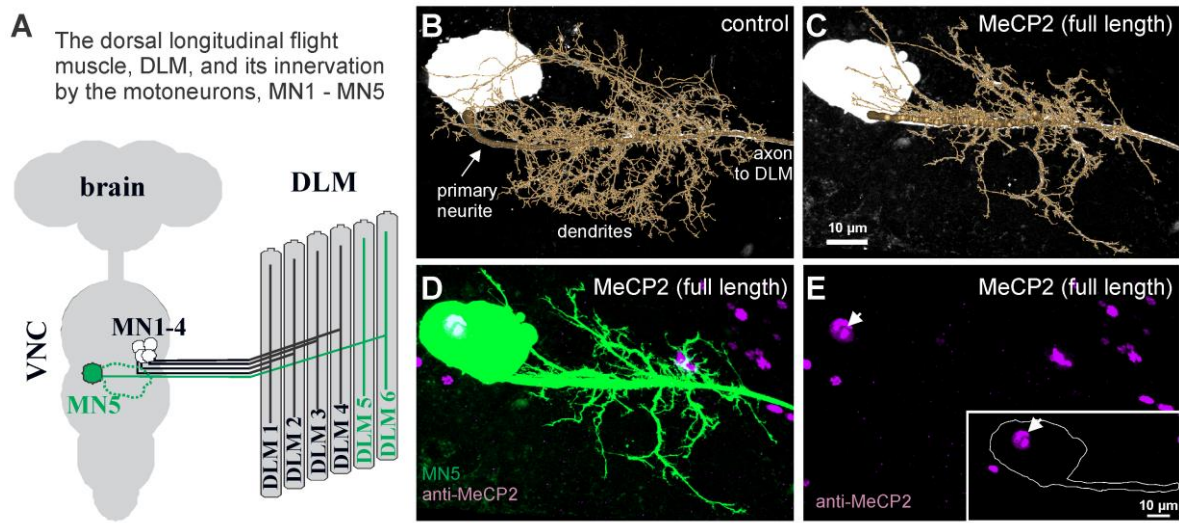 A
The dorsal longitudinal flight
muscle, DLM, and its innervation
by the motoneurons, MN1 - MN5
brain
DLM
VNC
MN1-4
MN5
DLM 1
DLM 2
DLM 3
DLM 4
DLM 5
DLM 6
B
control
primary
neurite
axon
to DLM
dendrites
C
MeCP2 (full length)
10 µm
D
MeCP2 (full length)
MN5
anti-MeCP2
E
MeCP2 (full length)
anti-MeCP2
10 µm